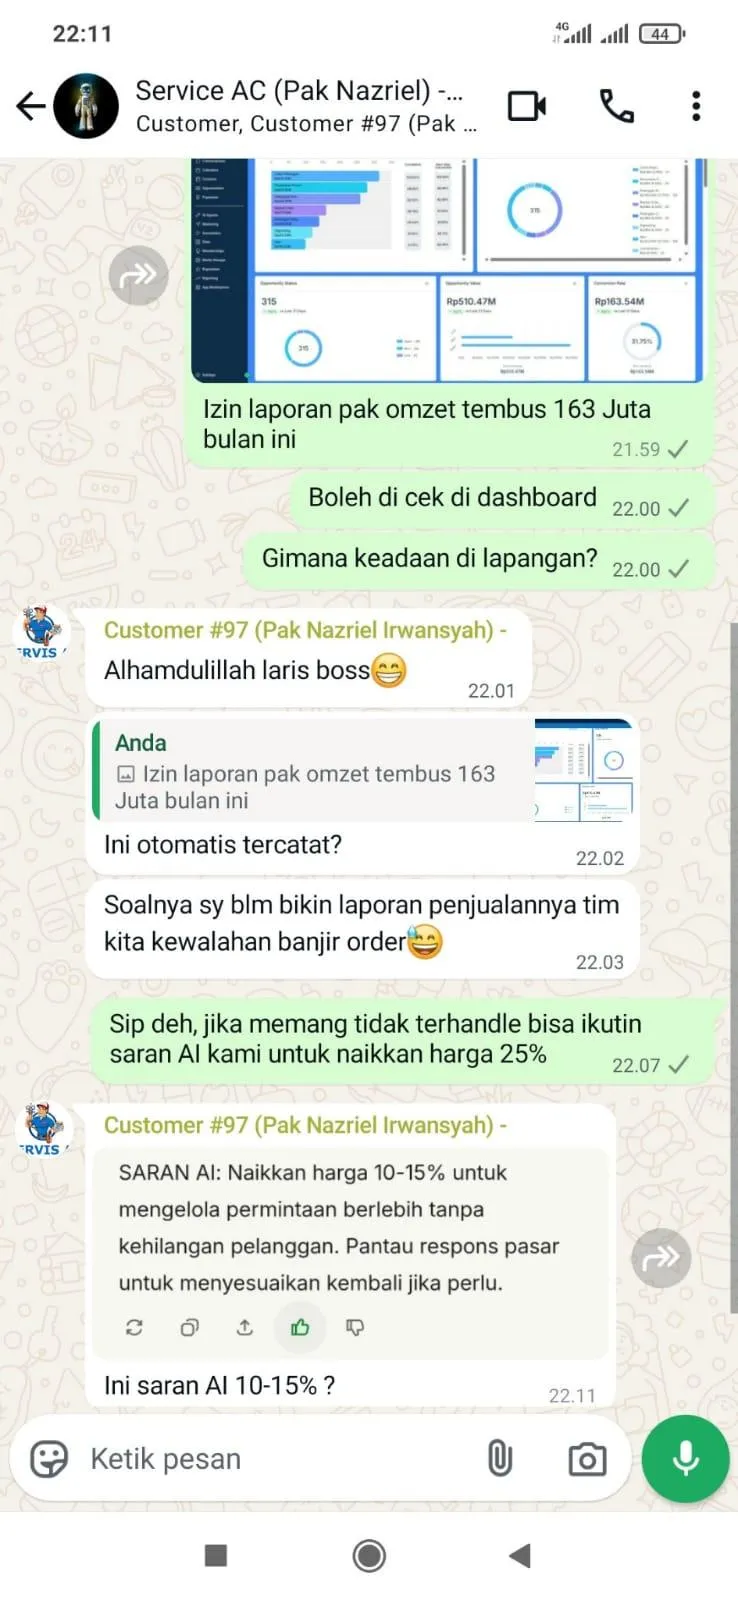 22:11
4G
44
Service AC (Pak Nazriel) -...
Customer, Customer #97 (Pak ...
315
Opportunity Status
Opportunity Value
Conversion Rate
315
Rp510.47M
Rp163.54M
315
31.75%
Izin laporan pak omzet tembus 163 Juta
bulan ini
21.59
Boleh di cek di dashboard
22.00
Gimana keadaan di lapangan?
22.00
RVIS
Customer #97 (Pak Nazriel Irwansyah) -
Alhamdulillah laris boss😁
22.01
Anda
Izin laporan pak omzet tembus 163
Juta bulan ini
Ini otomatis tercatat?
22.02
Soalnya sy blm bikin laporan penjualannya tim
kita kewalahan banjir order😅
22.03
Sip deh, jika memang tidak terhandle bisa ikutin
saran AI kami untuk naikkan harga 25%
22.07
RVIS
Customer #97 (Pak Nazriel Irwansyah) -
SARAN AI: Naikkan harga 10-15% untuk
mengelola permintaan berlebih tanpa
kehilangan pelanggan. Pantau respons pasar
untuk menyesuaikan kembali jika perlu.
Ini saran AI 10-15% ?
22.11
Ketik pesan